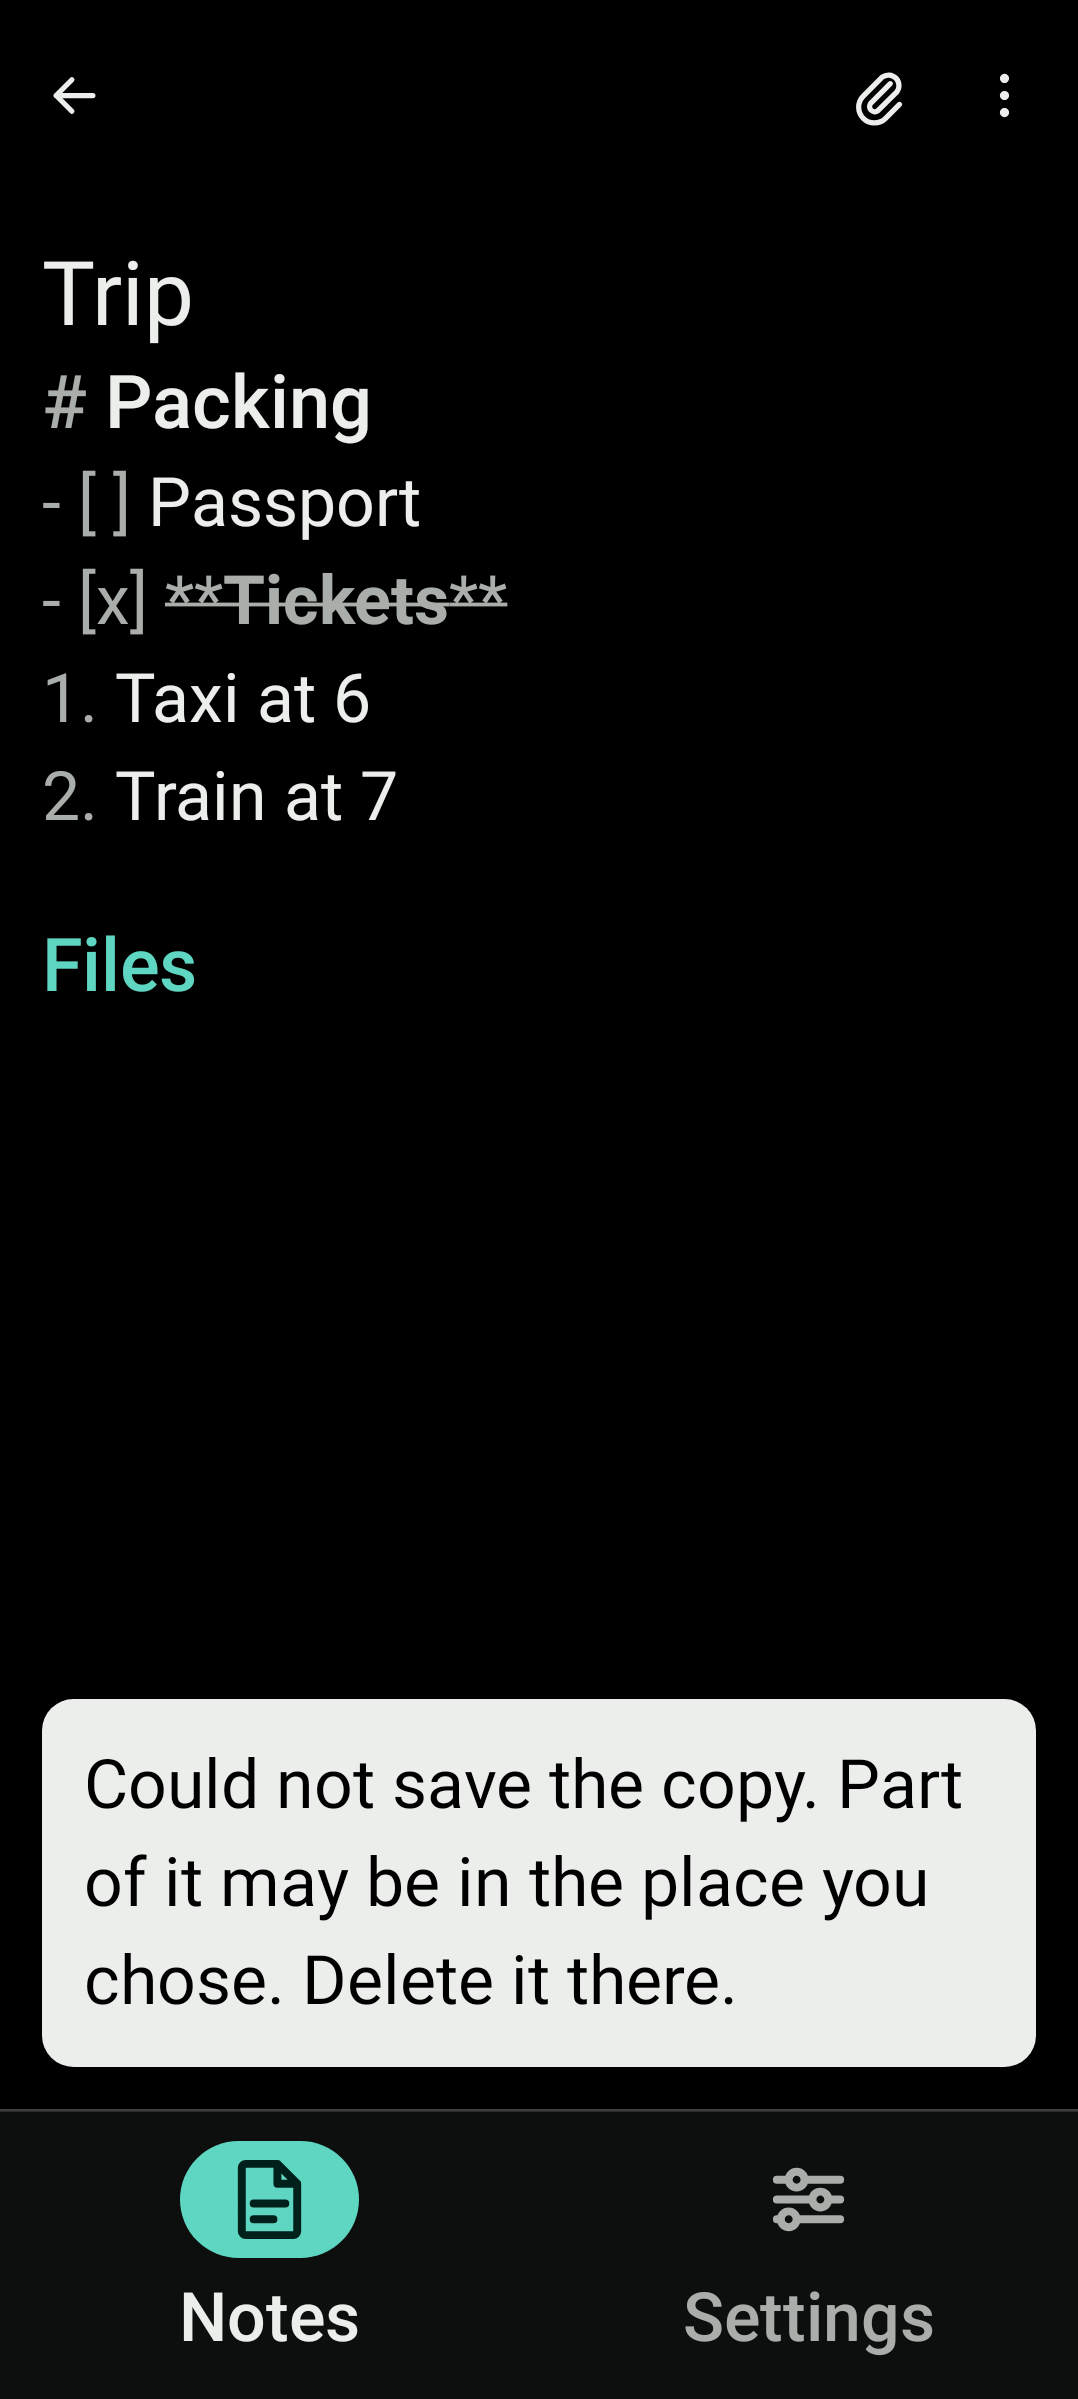 Trip
# Packing
- [ ] Passport
- [x] **Tickets**
1. Taxi at 6
2. Train at 7
Files
Could not save the copy. Part
of it may be in the place you
chose. Delete it there.
Notes
Settings